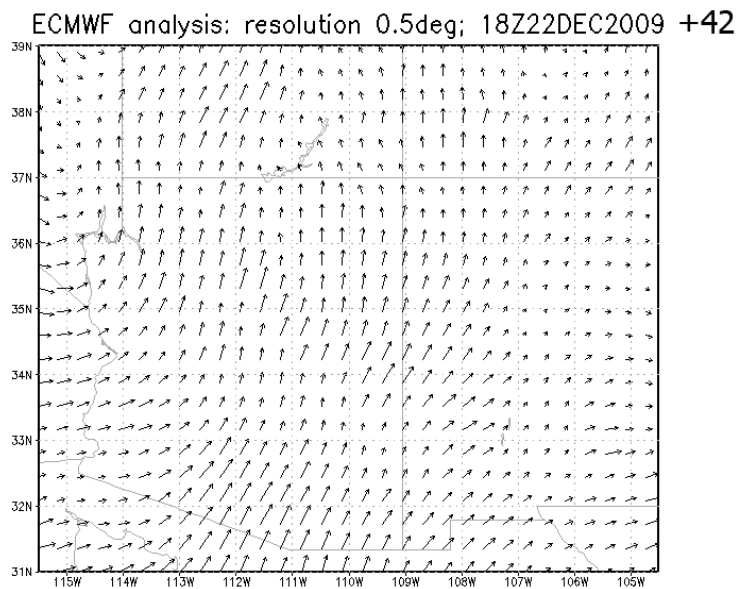 ECMWF analysis: resolution 0.5deg; 18Z22DEC2009 +42
39N
38N
37N
36N
35N
34N
33N
32N
31N
115W 114W 113W 112W 111W 110W 109W 108W 107W 106W 105W